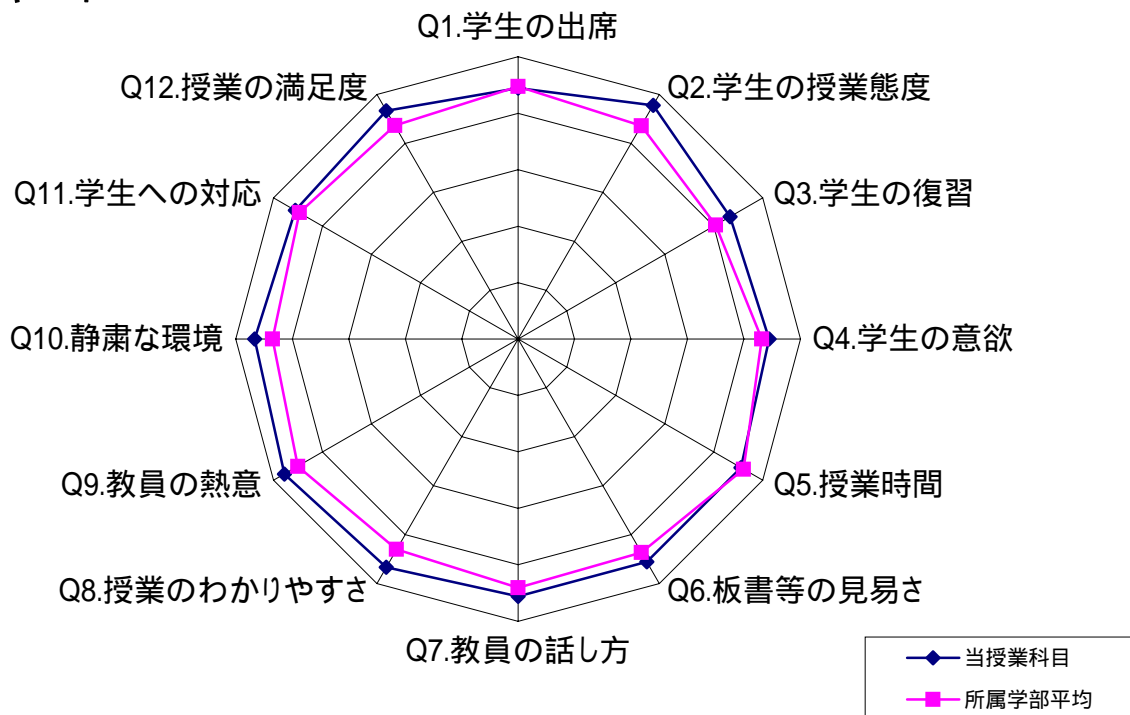 Q1.学生の出席
Q2.学生の授業態度
Q3.学生の復習
Q4.学生の意欲
Q5.授業時間
Q6.板書等の見易さ
Q7.教員の話し方
Q8.授業のわかりやすさ
Q9.教員の熱意
Q10.静粛な環境
Q11.学生への対応
Q12.授業の満足度
当授業科目
所属学部平均